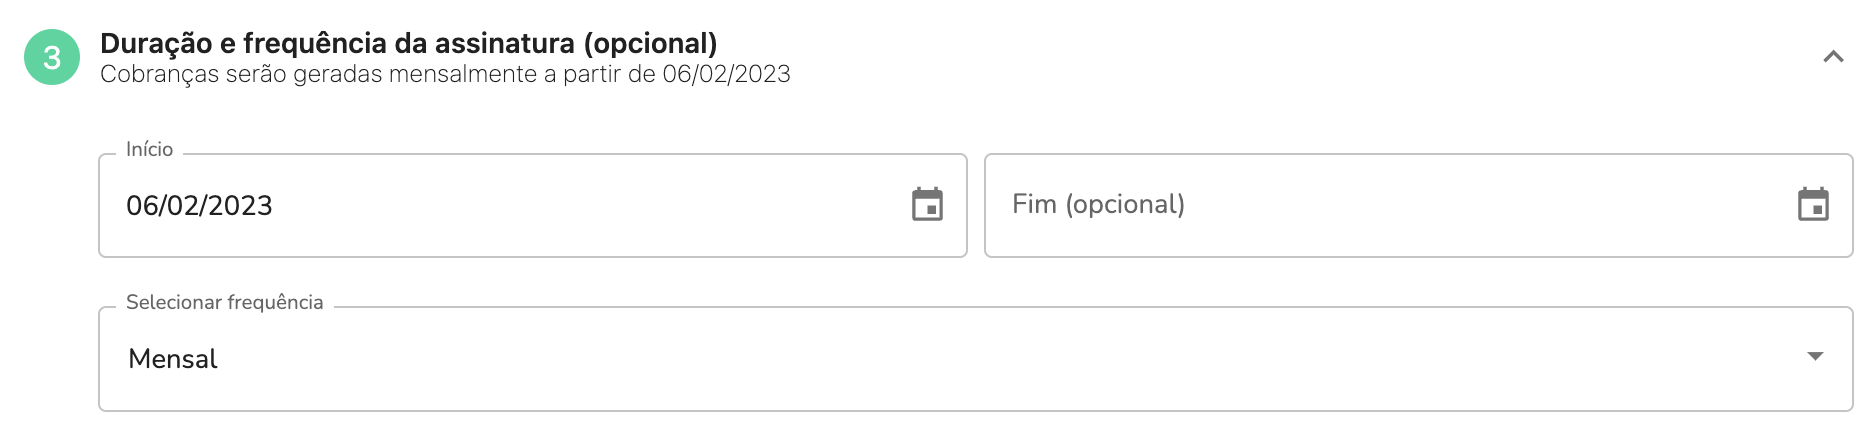 3
Duração e frequência da assinatura (opcional)
Cobranças serão geradas mensalmente a partir de 06/02/2023
Início
06/02/2023
Fim (opcional)
Selecionar frequência
Mensal